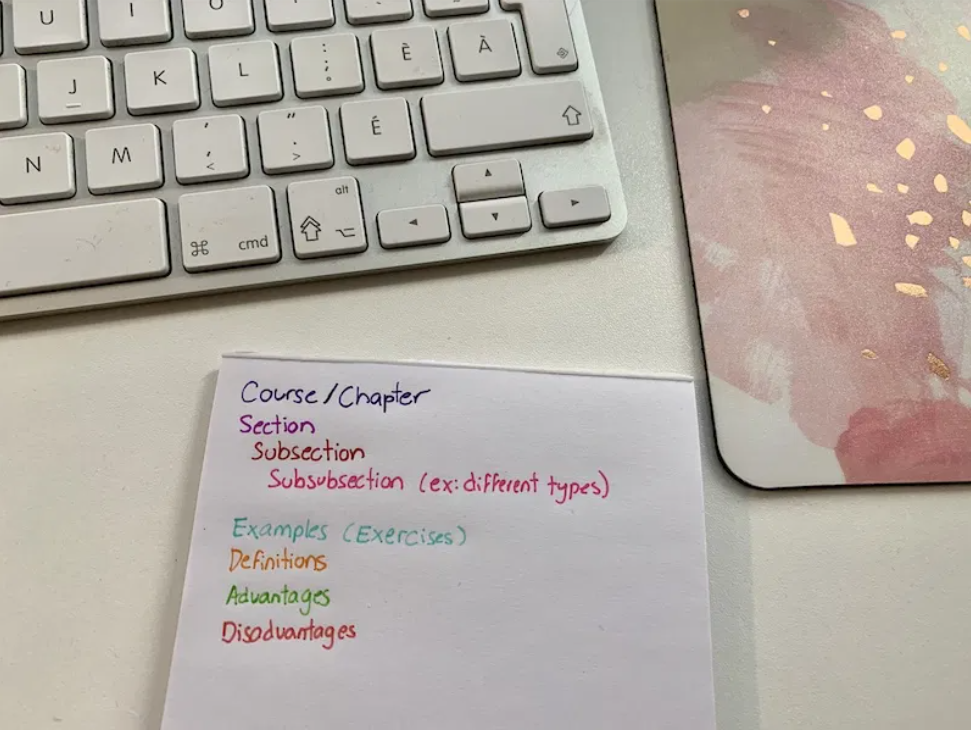 U I O
J K L : ; È À
N M ' , < " . > É
alt
⌘ cmd
Course/Chapter
Section
Subsection
Subsubsection (ex: different types)
Examples (Exercises)
Definitions
Advantages
Disadvantages